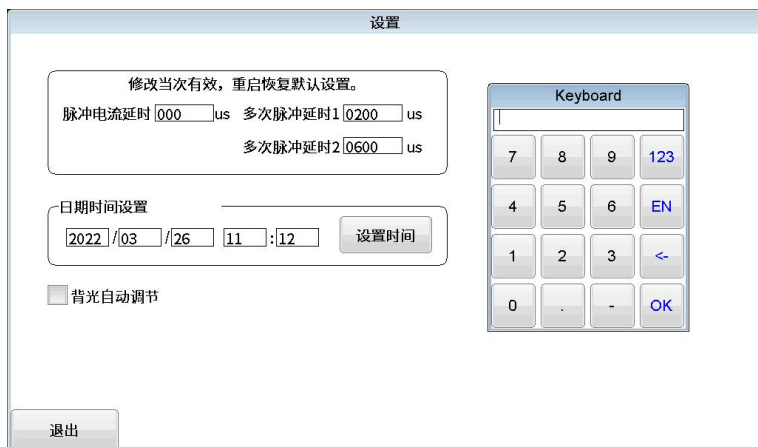 设置
修改当次有效，重启恢复默认设置。
脉冲电流延时 000 us 多次脉冲延时1 0200 us
多次脉冲延时2 0600 us
日期时间设置
2022 / 03 / 26 11 : 12 设置时间
背光自动调节
退出
Keyboard
7 8 9 123
4 5 6 EN
1 2 3 <-
0 . - OK